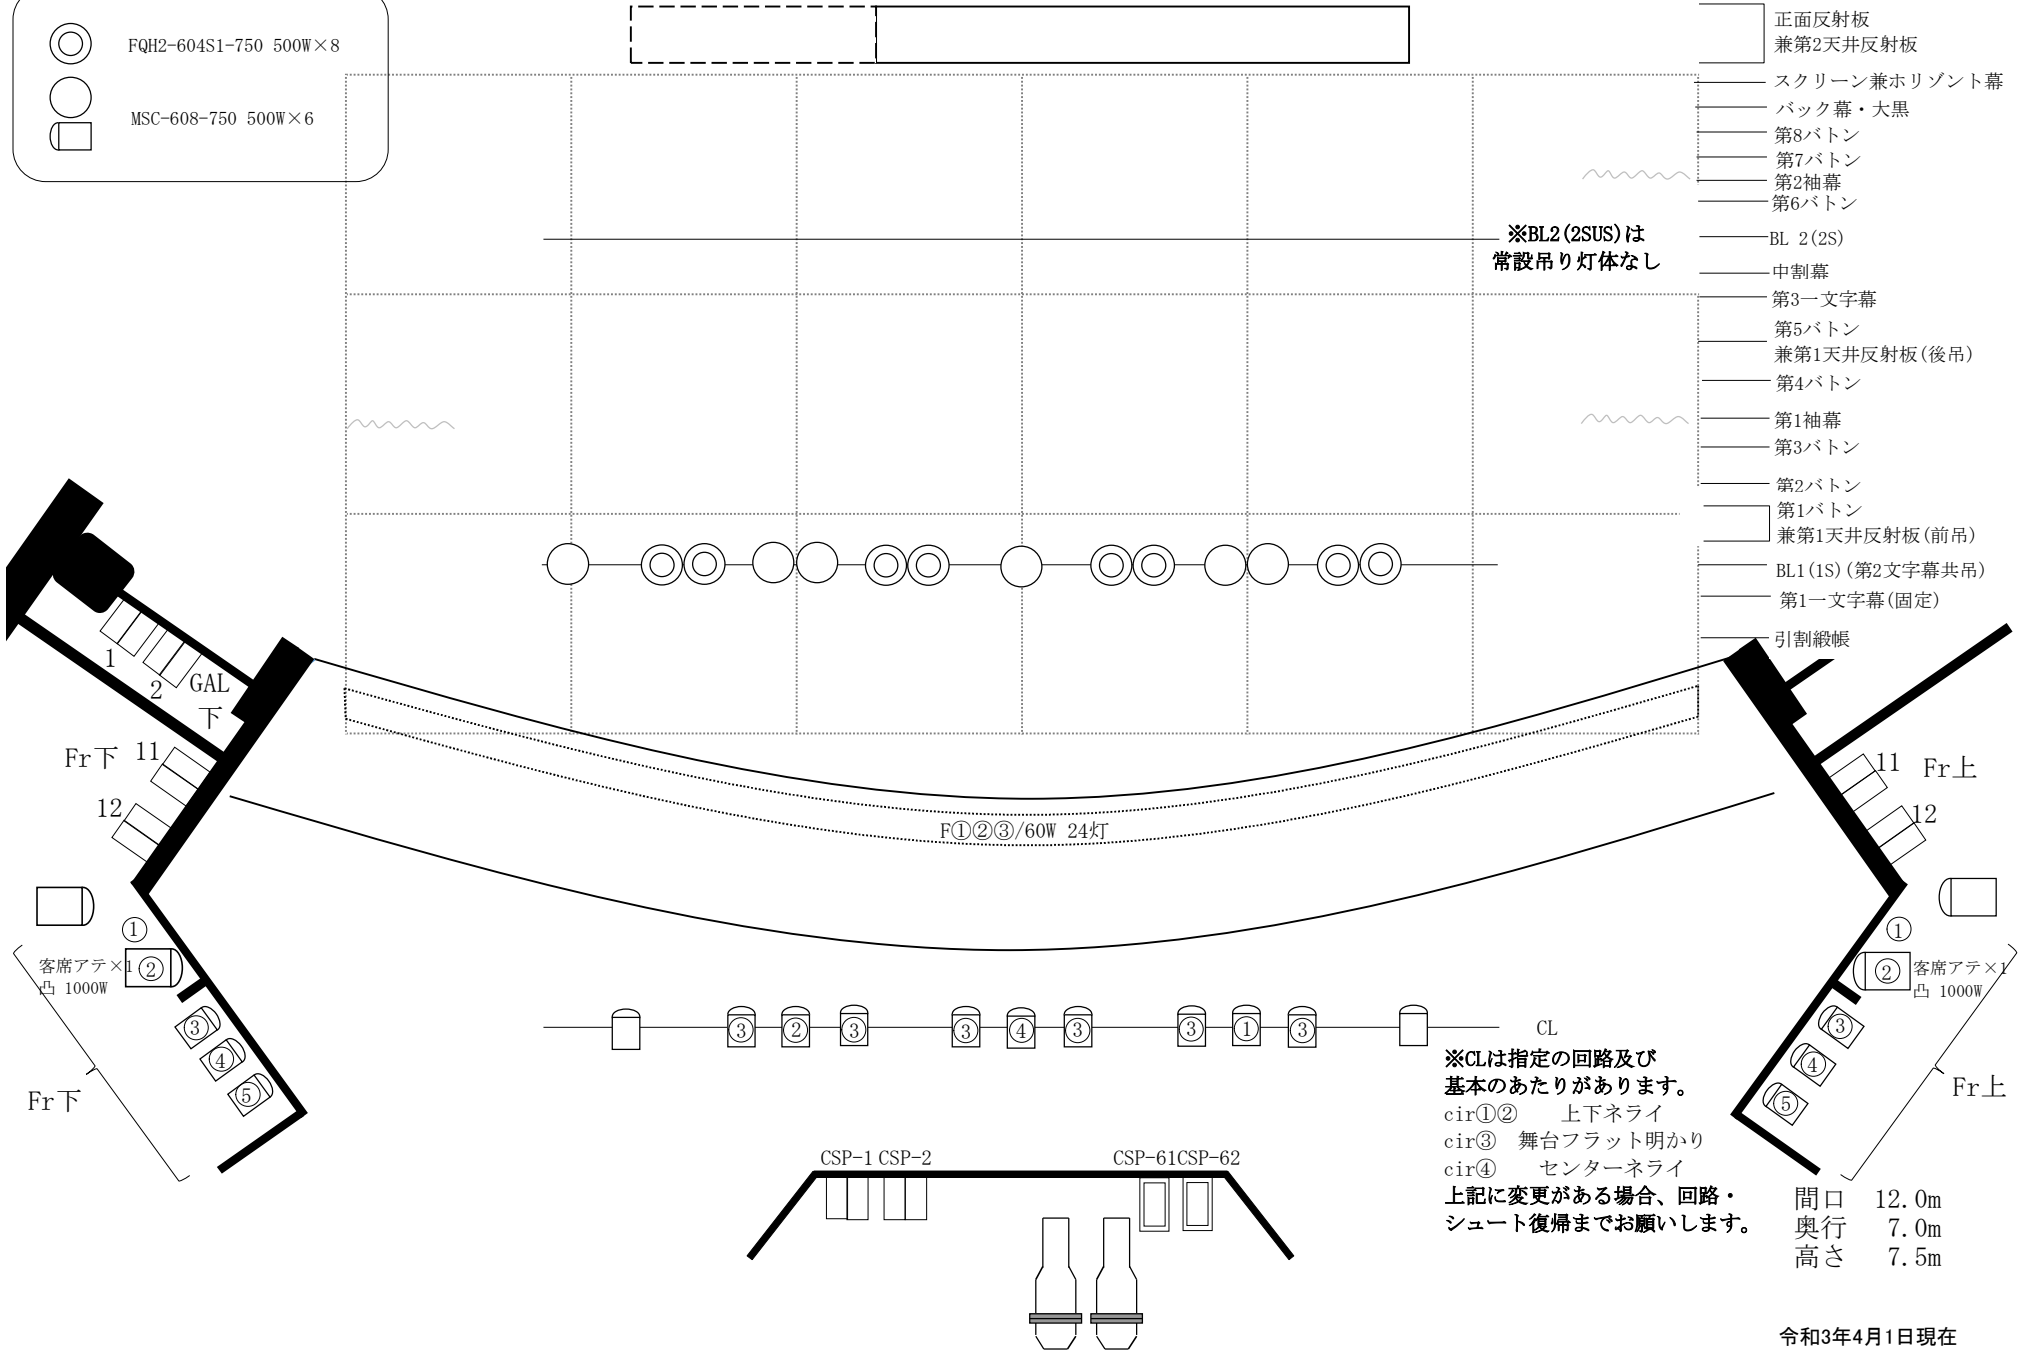 FQH2-604S1-750 500W×8
MSC-608-750 500W×6
正面反射板
兼第2天井反射板
スクリーン兼ホリゾント幕
バック幕・大黒
第8バトン
第7バトン
第2袖幕
第6バトン
BL 2(2S)
※BL2(2SUS)は
常設吊り灯体なし
中割幕
第3一文字幕
第5バトン
兼第1天井反射板(後吊)
第4バトン
第1袖幕
第3バトン
第2バトン
第1バトン
兼第1天井反射板(前吊)
BL1(1S)(第2文字幕共吊)
第1一文字幕(固定)
引割緞帳
1
2
GAL
下
Fr下 11
12
11 Fr上
12
F①②③/60W 24灯
①
客席アテ×1 ②
凸 1000W
③
④
⑤
Fr下
①
② 客席アテ×1
凸 1000W
③
④
⑤
Fr上
③ ② ③ ③ ④ ③ ③ ① ③ CL
※CLは指定の回路及び
基本のあたりがあります。
cir①② 上下ネライ
cir③ 舞台フラット明かり
cir④ センターネライ
上記に変更がある場合、回路・
シュート復帰までお願いします。
CSP-1 CSP-2 CSP-61 CSP-62
間口 12.0m
奥行 7.0m
高さ 7.5m
令和3年4月1日現在